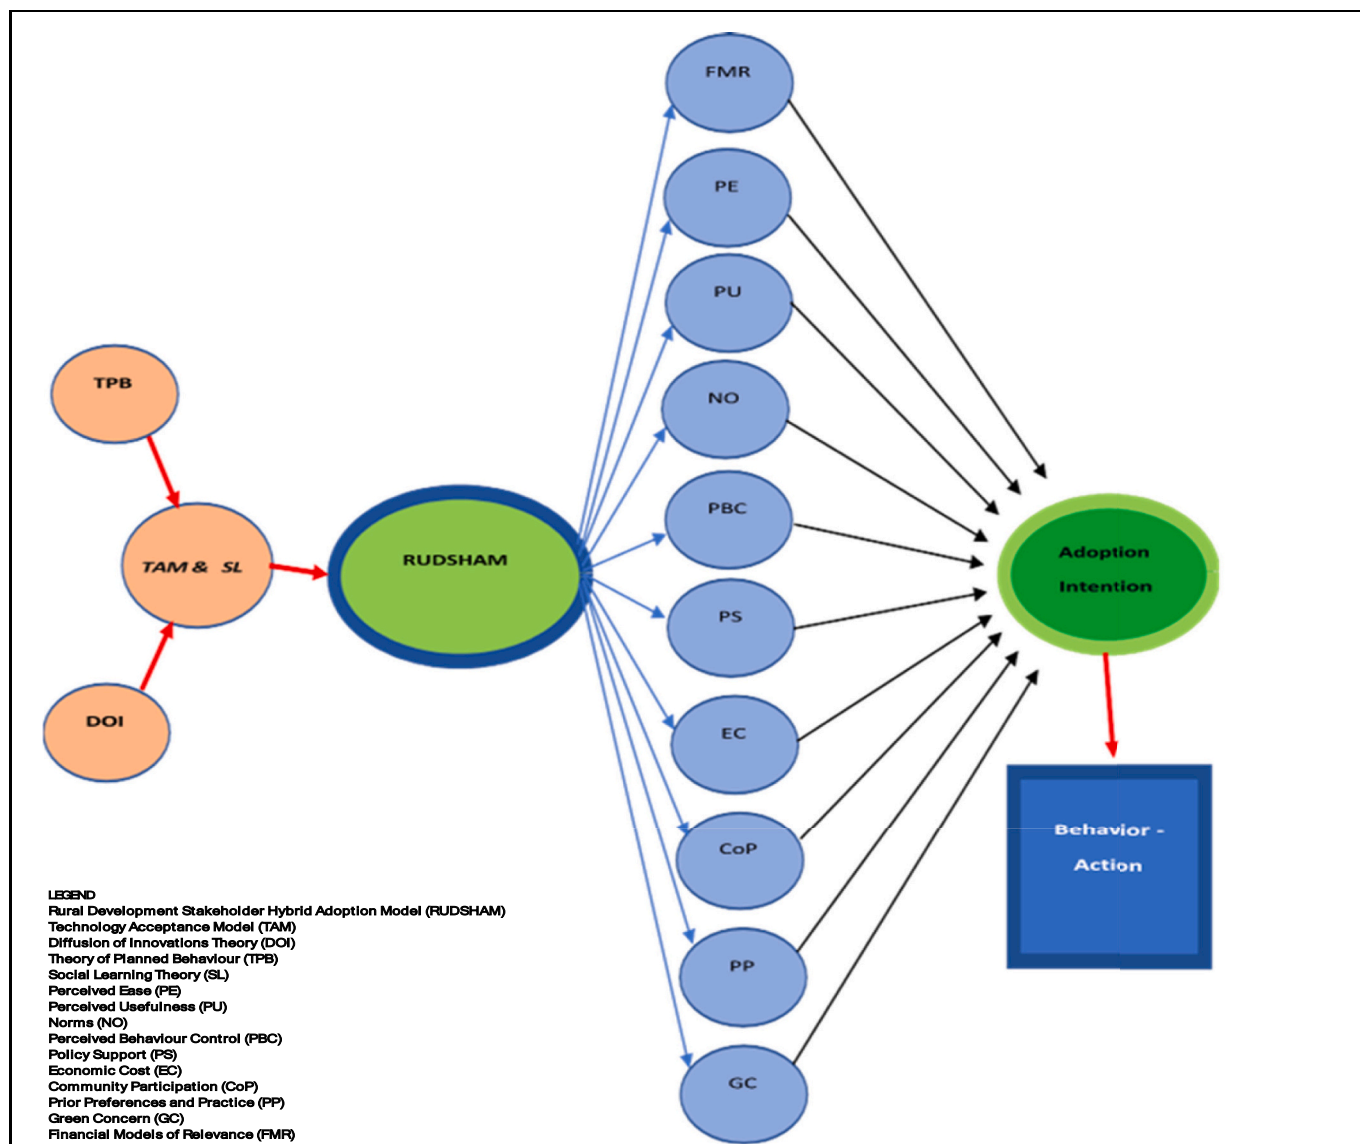 FMR
PE
PU
NO
PBC
PS
EC
CoP
PP
GC
TPB
TAM & SL
DOI
RUDSHAM
Adoption
Intention
Behavior -
Action
LEGEND
Rural Development Stakeholder Hybrid Adoption Model (RUDSHAM)
Technology Acceptance Model (TAM)
Diffusion of Innovations Theory (DOI)
Theory of Planned Behaviour (TPB)
Social Learning Theory (SL)
Perceived Ease (PE)
Perceived Usefulness (PU)
Norms (NO)
Perceived Behaviour Control (PBC)
Policy Support (PS)
Economic Cost (EC)
Community Participation (CoP)
Prior Preferences and Practice (PP)
Green Concern (GC)
Financial Models of Relevance (FMR)